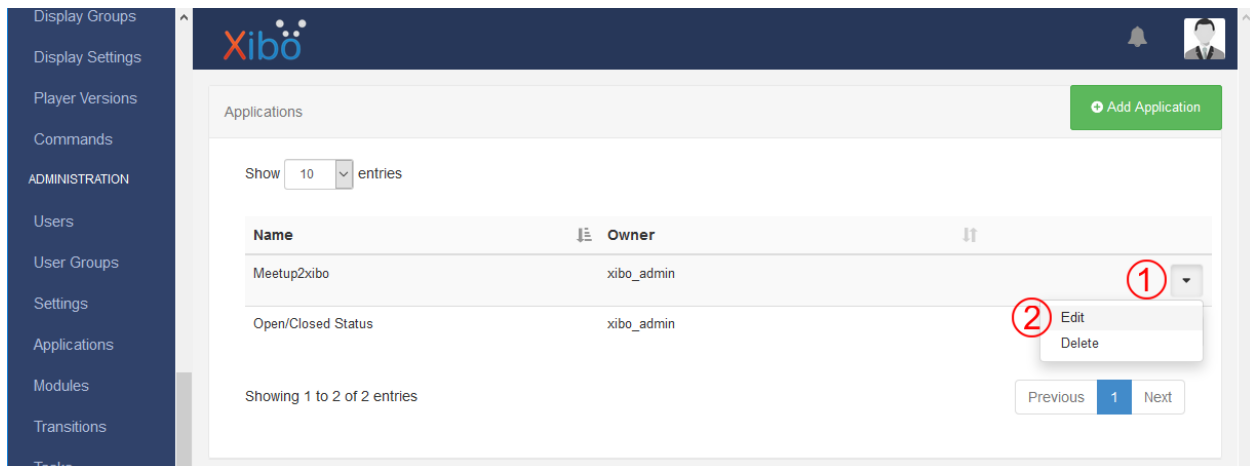 Display Groups
Display Settings
Player Versions
Commands
ADMINISTRATION
Users
User Groups
Settings
Applications
Modules
Transitions
Tasks
Xibo
Applications
Add Application
Show 10 entries
Name Owner
Meetup2xibo xibo_admin
1
Open/Closed Status xibo_admin
2 Edit
Delete
Showing 1 to 2 of 2 entries
Previous 1 Next